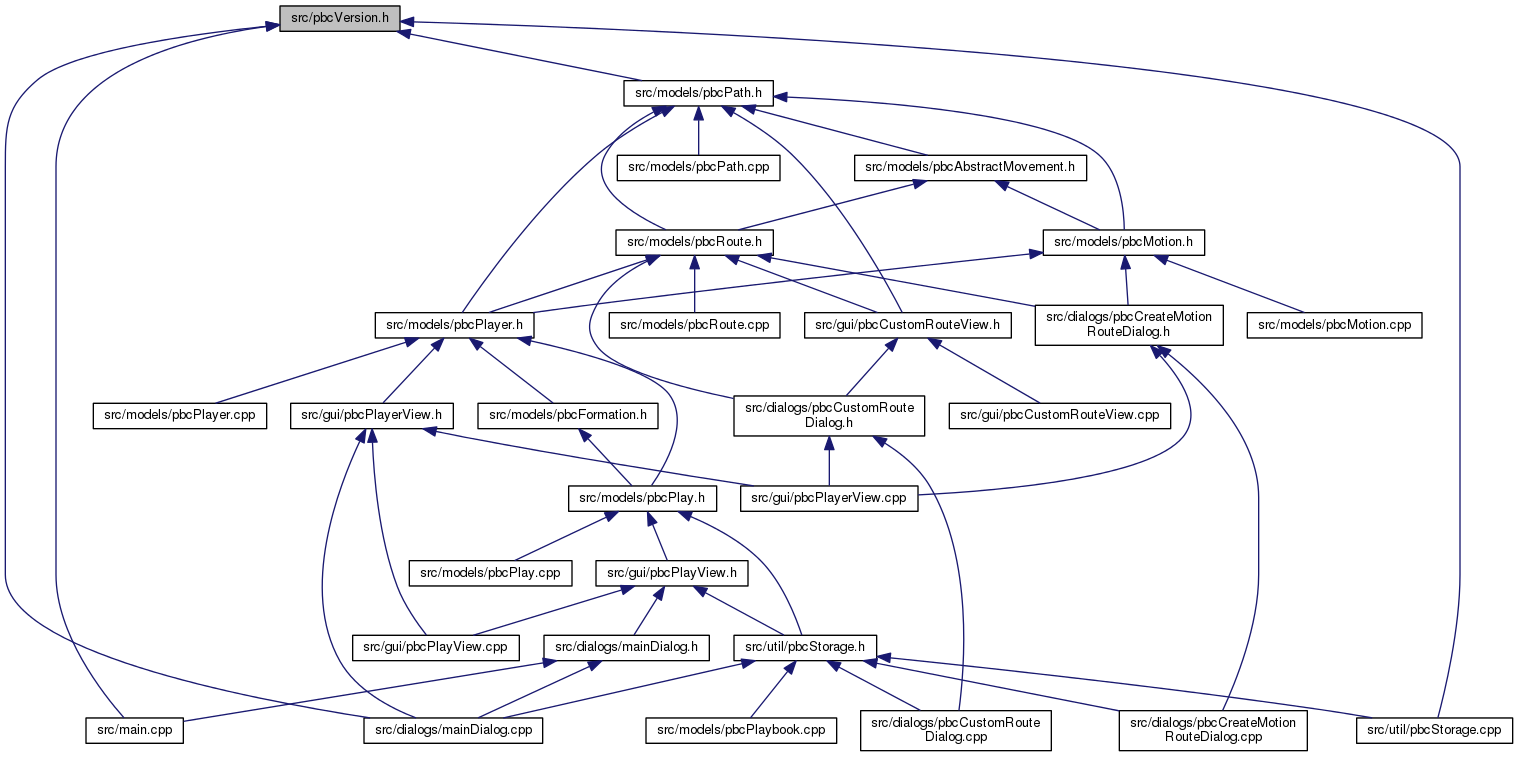 src/pbcVersion.h
src/models/pbcPath.h
src/models/pbcPath.cpp
src/models/pbcAbstractMovement.h
src/models/pbcRoute.h
src/models/pbcMotion.h
src/models/pbcPlayer.h
src/models/pbcRoute.cpp
src/gui/pbcCustomRouteView.h
src/dialogs/pbcCreateMotion
RouteDialog.h
src/models/pbcMotion.cpp
src/models/pbcPlayer.cpp
src/gui/pbcPlayerView.h
src/models/pbcFormation.h
src/dialogs/pbcCustomRoute
Dialog.h
src/gui/pbcCustomRouteView.cpp
src/models/pbcPlay.h
src/gui/pbcPlayerView.cpp
src/models/pbcPlay.cpp
src/gui/pbcPlayView.h
src/gui/pbcPlayView.cpp
src/dialogs/mainDialog.h
src/util/pbcStorage.h
src/main.cpp
src/dialogs/mainDialog.cpp
src/models/pbcPlaybook.cpp
src/dialogs/pbcCustomRoute
Dialog.cpp
src/dialogs/pbcCreateMotion
RouteDialog.cpp
src/util/pbcStorage.cpp